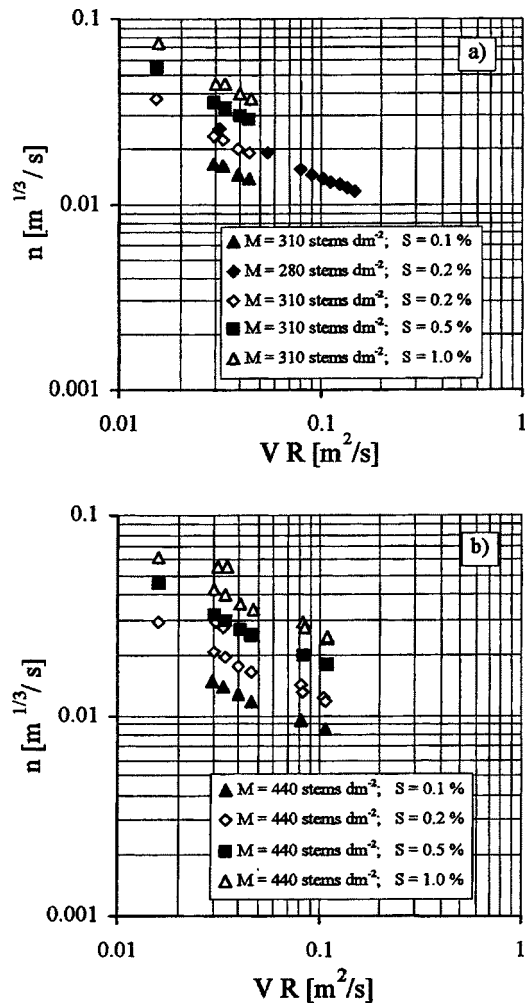 0.1
a)
n [m^1/3/ s]
0.01
▲ M = 310 stems dm^-2; S = 0.1 %
◆ M = 280 stems dm^-2; S = 0.2 %
◇ M = 310 stems dm^-2; S = 0.2 %
■ M = 310 stems dm^-2; S = 0.5 %
△ M = 310 stems dm^-2; S = 1.0 %
0.001
0.01 0.1 1
V R [m^2/s]
0.1
b)
n [m^1/3/ s]
0.01
▲ M = 440 stems dm^-2; S = 0.1 %
◇ M = 440 stems dm^-2; S = 0.2 %
■ M = 440 stems dm^-2; S = 0.5 %
△ M = 440 stems dm^-2; S = 1.0 %
0.001
0.01 0.1 1
V R [m^2/s]